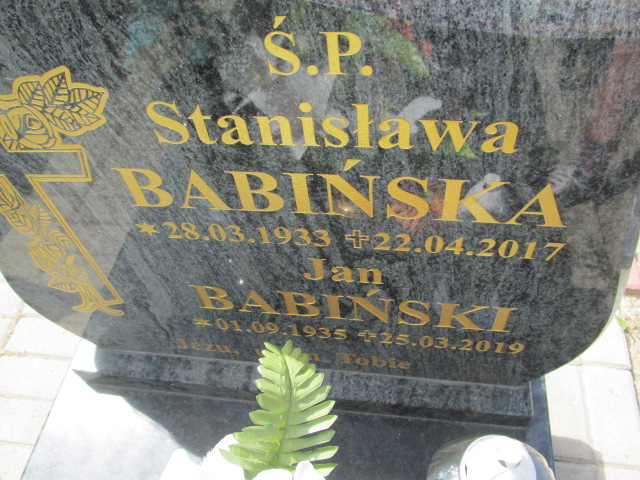 Ś.P.
Stanisława
BABIŃSKA
*28.03.1933 ✝22.04.2017
Jan
BABIŃSKI
*01.09.1935 ✝25.03.2019
Jezu, Tobie